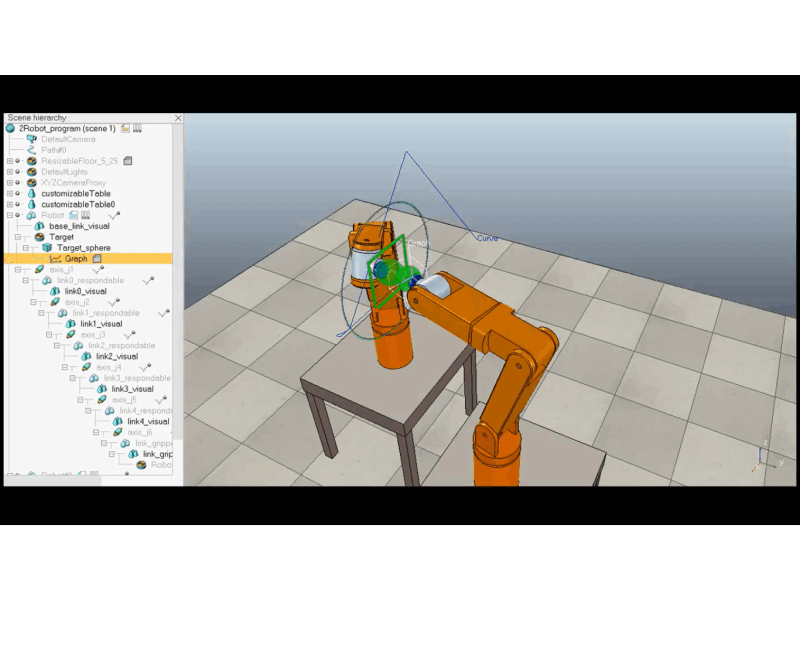 Scene hierarchy
2Robot_program (scene 1)
DefaultCamera
Path#0
ResizableFloor_5_25
DefaultLights
XYZCameraProxy
customizableTable
customizableTable0
Robot
base_link_visual
Target
Target_sphere
Graph
axis_j1
link0_respondable
link0_visual
axis_j2
link1_respondable
link1_visual
axis_j3
link2_respondable
link2_visual
axis_j4
link3_respondable
link3_visual
axis_j5
link4_respond
link4_visual
axis_j6
link_gripp
link_grip
Robo
Graph
Curve